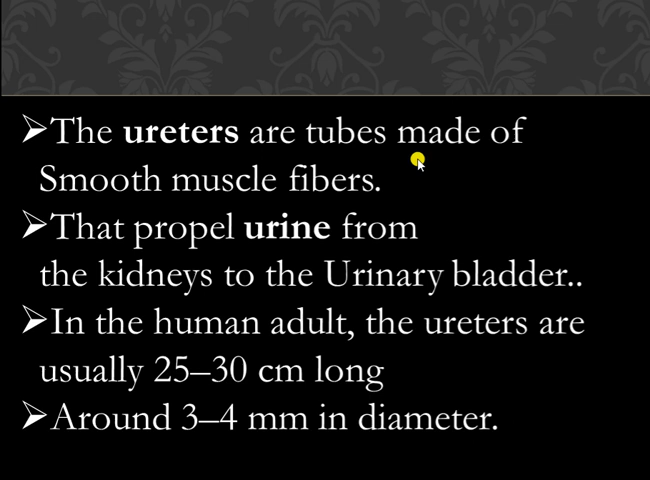 ➢The ureters are tubes made of
Smooth muscle fibers.
➢That propel urine from
the kidneys to the Urinary bladder..
➢In the human adult, the ureters are
usually 25–30 cm long
➢Around 3–4 mm in diameter.